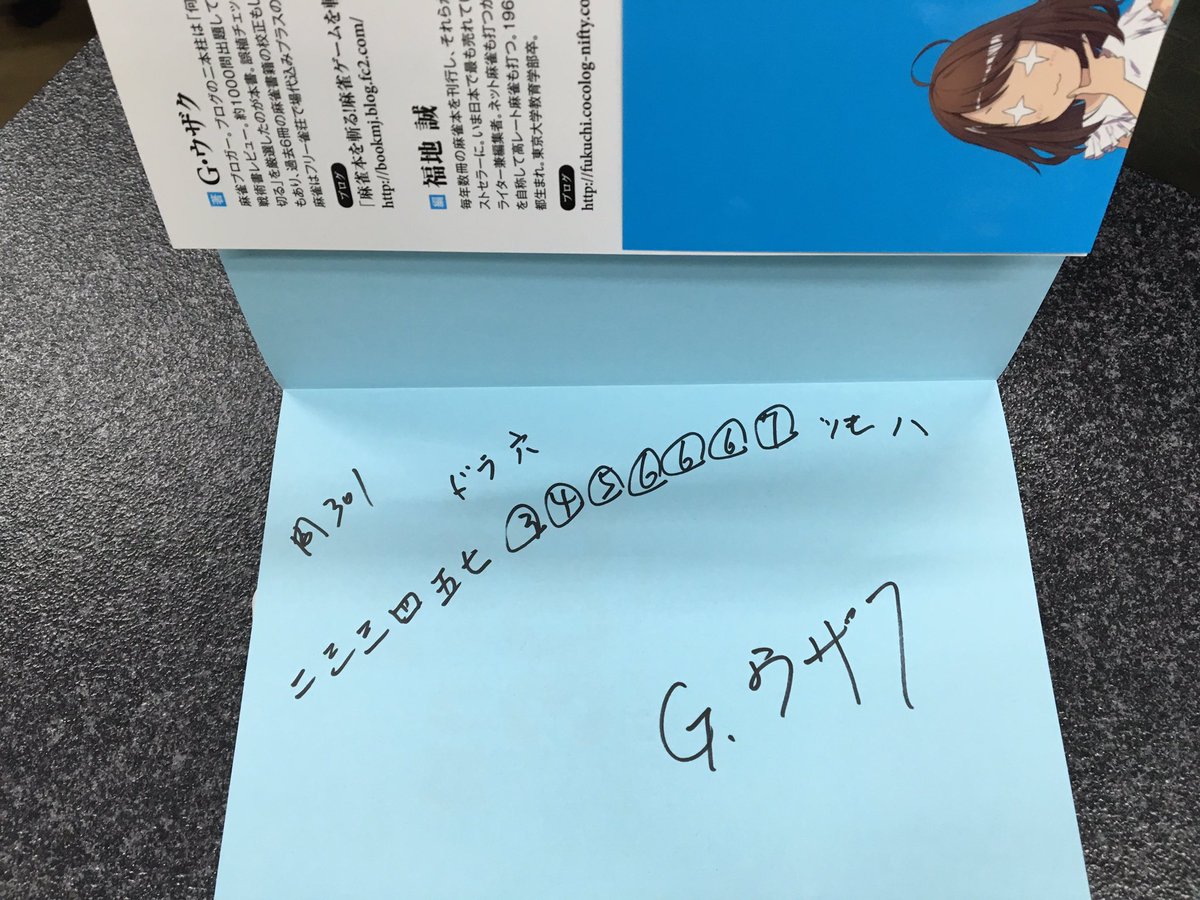 著 G・ウザク
麻雀ブロガー。ブログの二本柱は「何
戦術書レビュー。約1000問出題して
切る」を厳選したのが本書。誤植チェッ
もあり、過去6冊の麻雀書籍の校正もし
麻雀はフリー雀荘で場代込みプラスの
ブログ
「麻雀本を斬る!麻雀ゲームを斬
http://bookmj.blog.fc2.com/
編 福地 誠
毎年数冊の麻雀本を刊行し、それらが
ストセラーに。いま日本で最も売れて
ライター兼編集者。ネット麻雀も打つか
を自称して高レート麻雀も打つ。196
都生まれ。東京大学教育学部卒。
ブログ
http://fukuchi.cocolog-nifty.co
問301 ドラ六
二三三四五七③④⑤⑥⑥⑥⑦ ツモ 八
G.ウザク